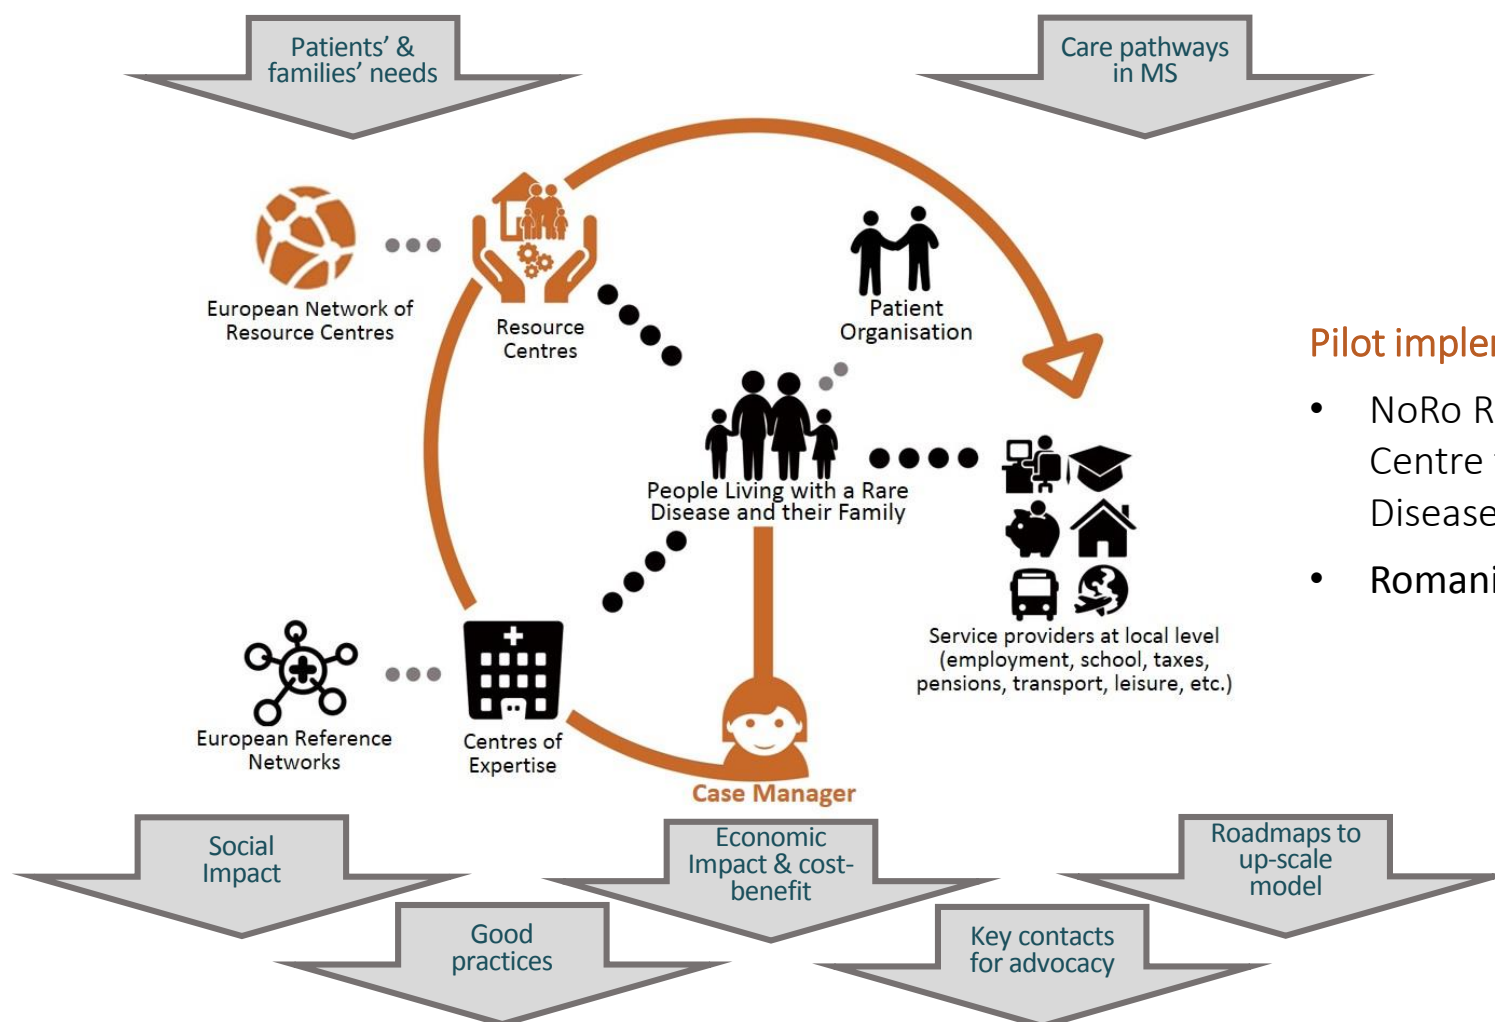 Patients' &
families' needs
Care pathways
in MS
European Network of
Resource Centres
Resource
Centres
Patient
Organisation
People Living with a Rare
Disease and their Family
Service providers at local level
(employment, school, taxes,
pensions, transport, leisure, etc.)
European Reference
Networks
Centres of
Expertise
Case Manager
Pilot
• NoRo
Centre
•
Social
Impact
Economic
Impact & cost-
benefit
Roadmaps to
up-scale
model
Good
practices
Key contacts
for advocacy